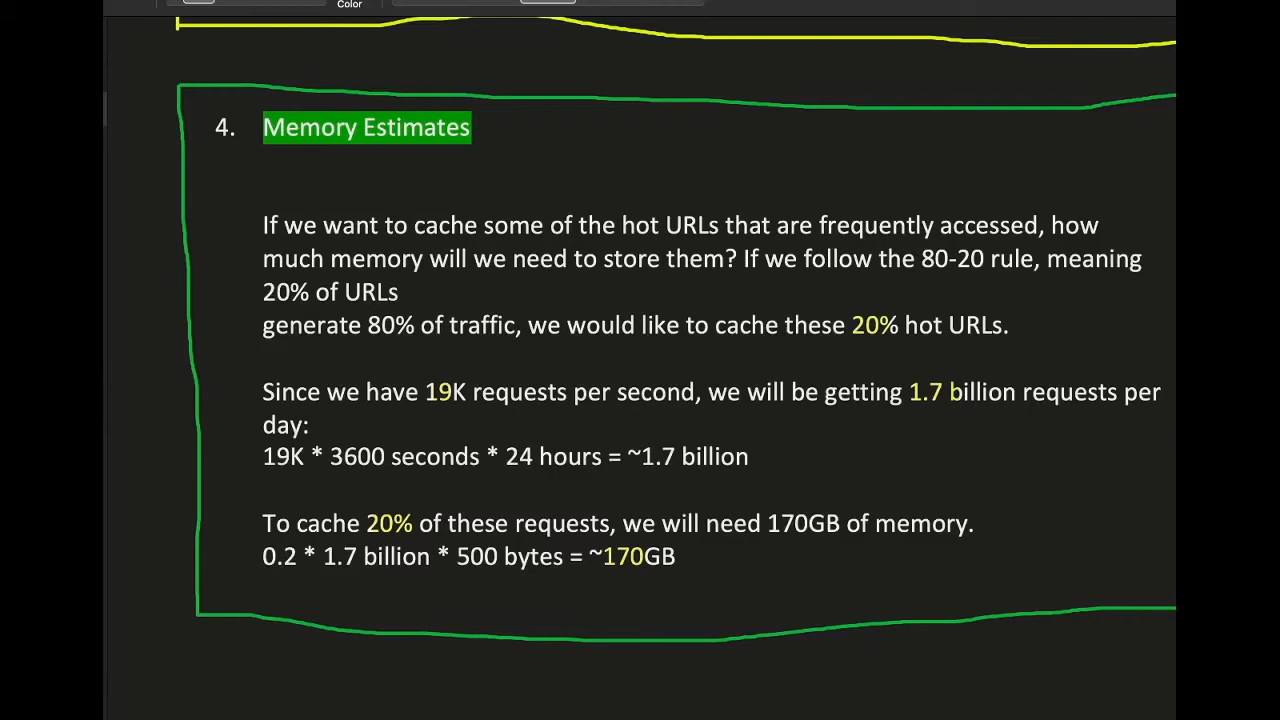 Color
4. Memory Estimates
If we want to cache some of the hot URLs that are frequently accessed, how
much memory will we need to store them? If we follow the 80-20 rule, meaning
20% of URLs
generate 80% of traffic, we would like to cache these 20% hot URLs.
Since we have 19K requests per second, we will be getting 1.7 billion requests per
day:
19K * 3600 seconds * 24 hours = ~1.7 billion
To cache 20% of these requests, we will need 170GB of memory.
0.2 * 1.7 billion * 500 bytes = ~170GB